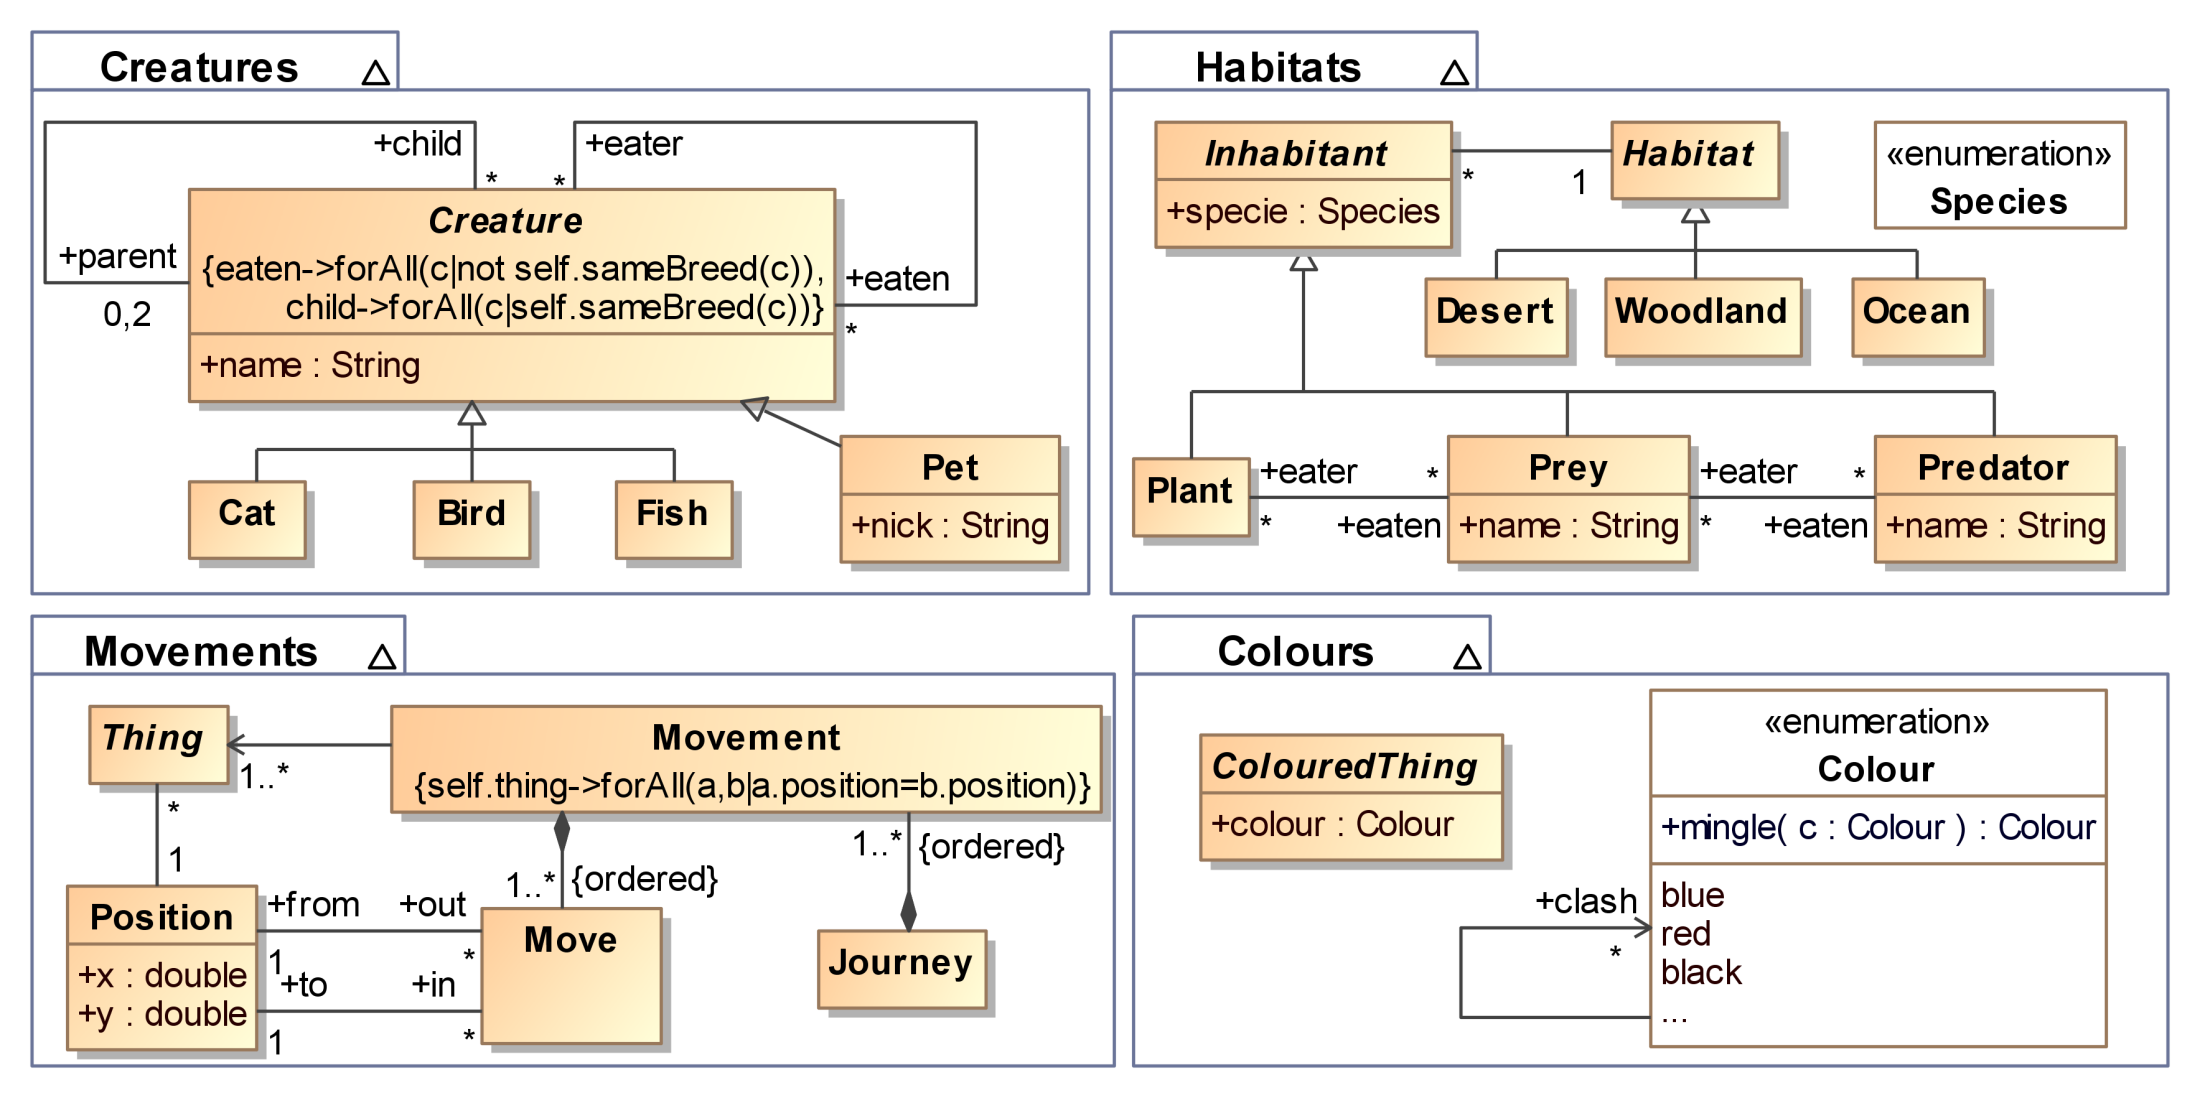 Creatures
+child
+eater
*
*
Creature
+parent
{eaten->forAll(c|not self.sameBreed(c)),
child->forAll(c|self.sameBreed(c))}
+eaten
0,2
*
+name : String
Cat
Bird
Fish
Pet
+nick : String
Habitats
Inhabitant
+specie : Species
*
1
Habitat
«enumeration»
Species
Desert
Woodland
Ocean
Plant
+eater
*
*
+eaten
Prey
+name : String
+eater
*
*
+eaten
Predator
+name : String
Movements
Thing
1..*
Movement
{self.thing->forAll(a,b|a.position=b.position)}
*
1
1..*
{ordered}
1..*
{ordered}
Position
+x : double
+y : double
+from
+out
1
*
+to
+in
1
*
Move
Journey
Colours
ColouredThing
+colour : Colour
«enumeration»
Colour
+mingle( c : Colour ) : Colour
+clash
*
blue
red
black
...